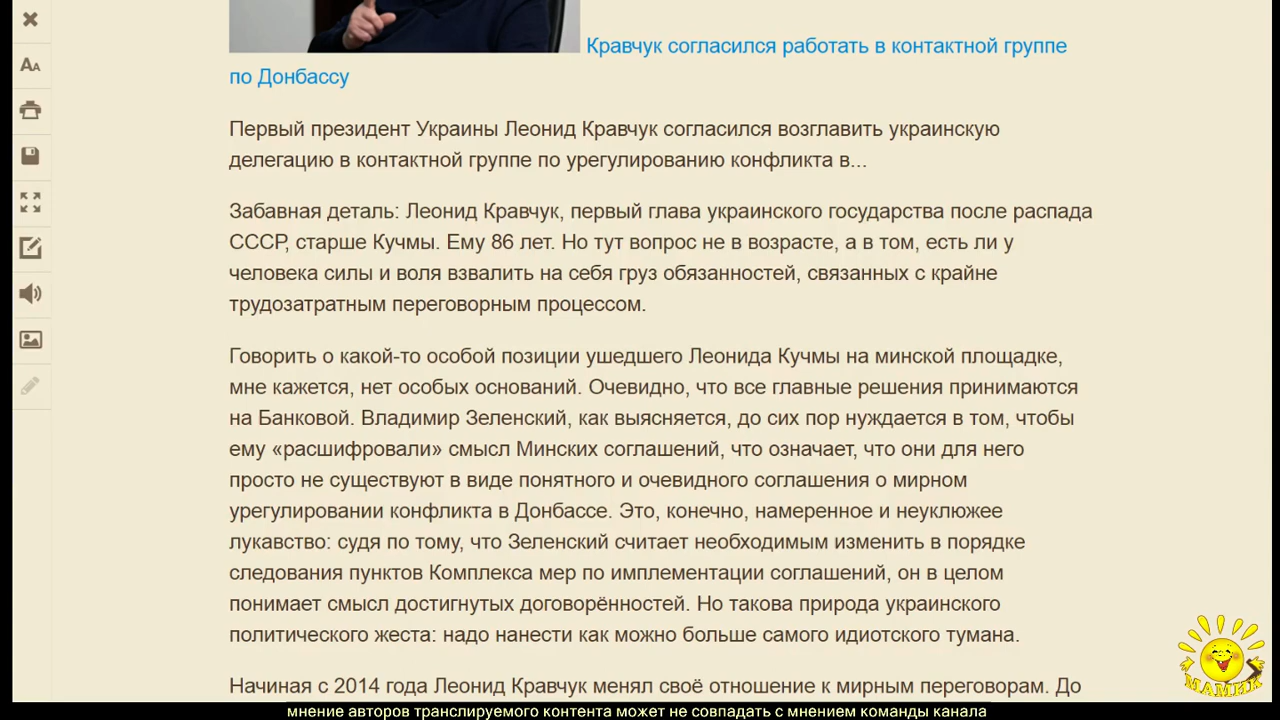 Кравчук согласился работать в контактной группе
по Донбассу
Первый президент Украины Леонид Кравчук согласился возглавить украинскую
делегацию в контактной группе по урегулированию конфликта в...
Забавная деталь: Леонид Кравчук, первый глава украинского государства после распада
СССР, старше Кучмы. Ему 86 лет. Но тут вопрос не в возрасте, а в том, есть ли у
человека силы и воля взвалить на себя груз обязанностей, связанных с крайне
трудозатратным переговорным процессом.
Говорить о какой-то особой позиции ушедшего Леонида Кучмы на минской площадке,
мне кажется, нет особых оснований. Очевидно, что все главные решения принимаются
на Банковой. Владимир Зеленский, как выясняется, до сих пор нуждается в том, чтобы
ему «расшифровали» смысл Минских соглашений, что означает, что они для него
просто не существуют в виде понятного и очевидного соглашения о мирном
урегулировании конфликта в Донбассе. Это, конечно, намеренное и неуклюжее
лукавство: судя по тому, что Зеленский считает необходимым изменить в порядке
следования пунктов Комплекса мер по имплементации соглашений, он в целом
понимает смысл достигнутых договорённостей. Но такова природа украинского
политического жеста: надо нанести как можно больше самого идиотского тумана.
Начиная с 2014 года Леонид Кравчук менял своё отношение к мирным переговорам. До
МАМИК
мнение авторов транслируемого контента может не совпадать с мнением команды канала